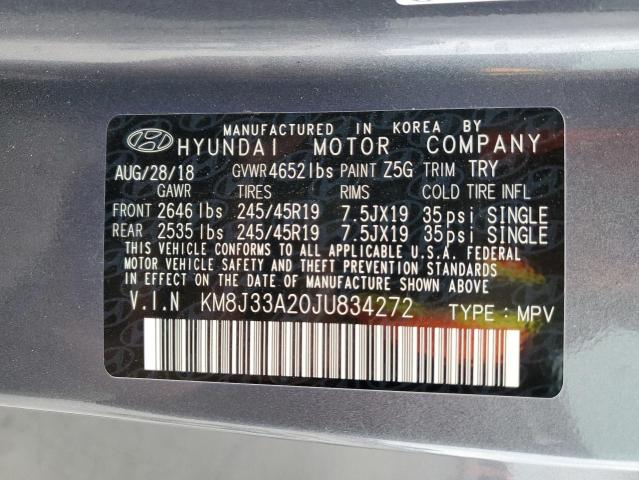 MANUFACTURED IN KOREA BY
HYUNDAI MOTOR COMPANY
AUG/28/18 GVWR 4652 lbs PAINT Z5G TRIM TRY
GAWR TIRES RIMS COLD TIRE INFL
FRONT 2646 lbs 245/45R19 7.5JX19 35 psi SINGLE
REAR 2535 lbs 245/45R19 7.5JX19 35 psi SINGLE
THIS VEHICLE CONFORMS TO ALL APPLICABLE U.S.A. FEDERAL
MOTOR VEHICLE SAFETY AND THEFT PREVENTION STANDARDS
IN EFFECT ON THE DATE OF MANUFACTURE SHOWN ABOVE.
V.I.N KM8J33A20JU834272 TYPE: MPV